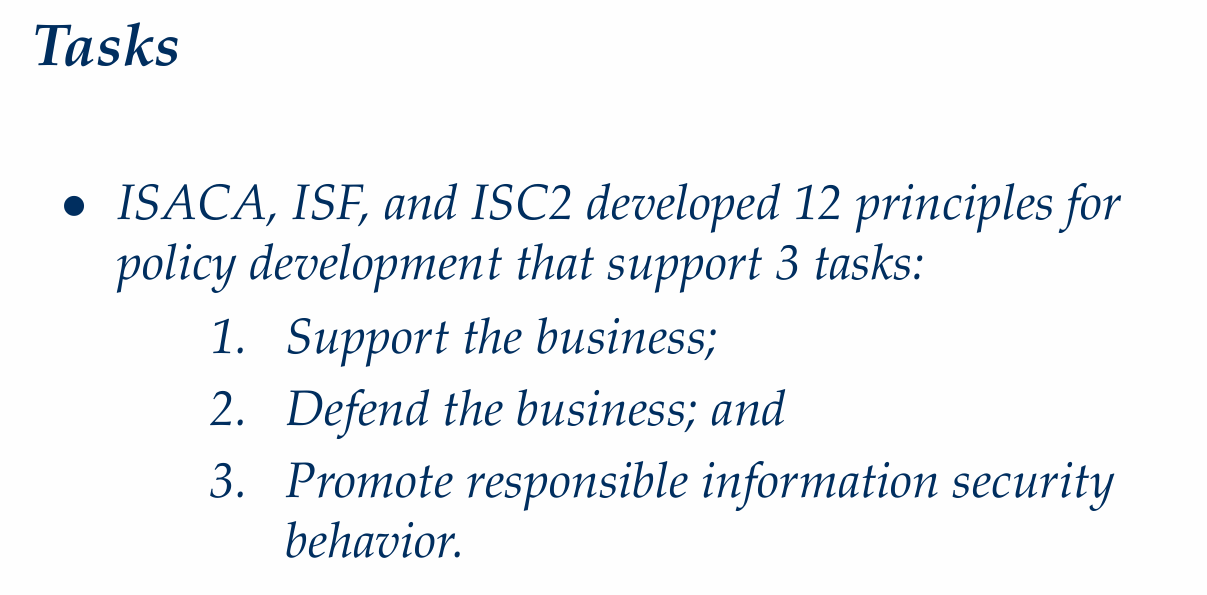 Tasks
• ISACA, ISF, and ISC2 developed 12 principles for
policy development that support 3 tasks:
1. Support the business;
2. Defend the business; and
3. Promote responsible information security
behavior.